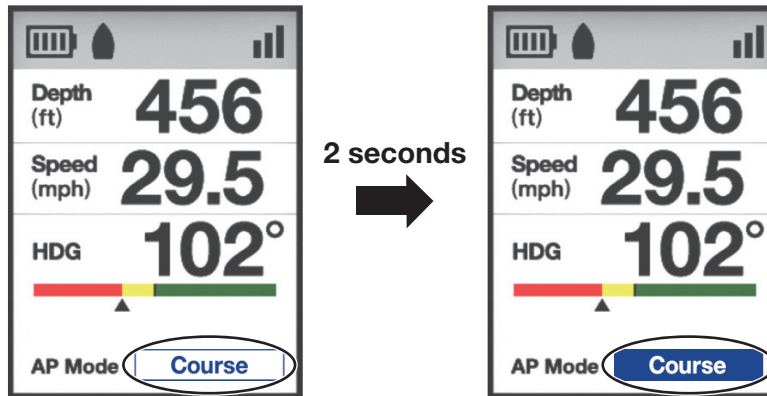 Depth
(ft)
456
Speed
(mph)
29.5
HDG
102°
AP Mode
Course
2 seconds
Depth
(ft)
456
Speed
(mph)
29.5
HDG
102°
AP Mode
Course